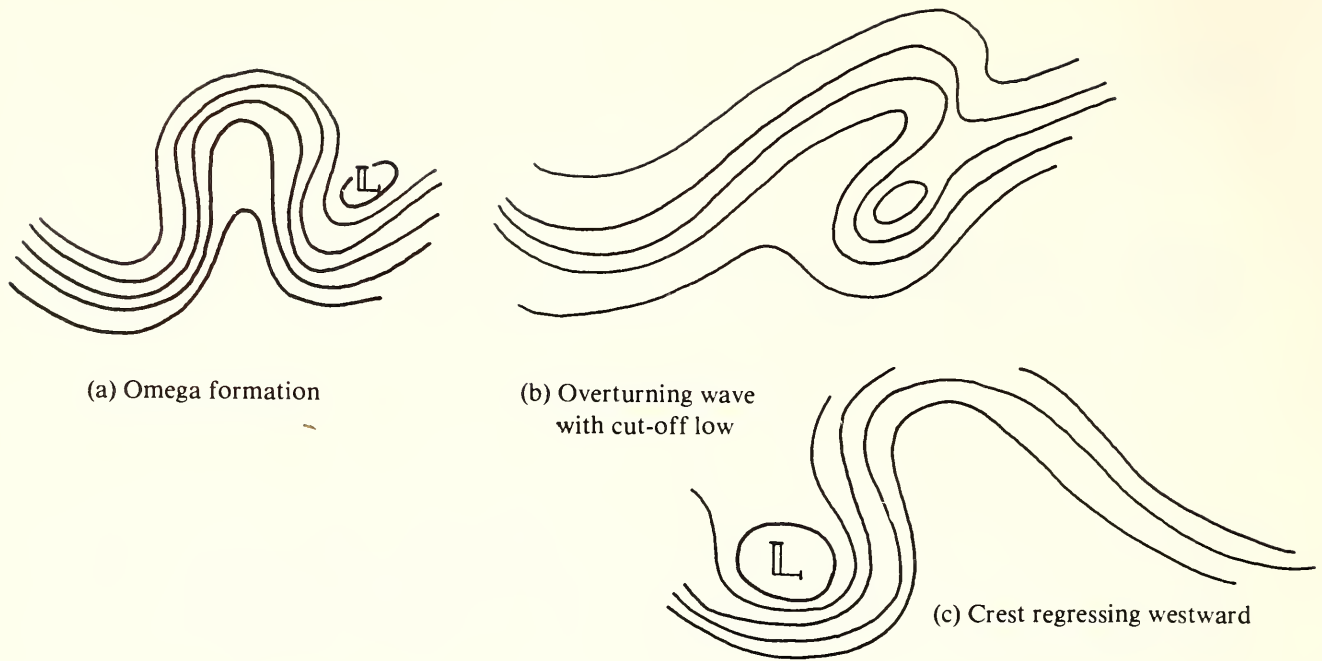 L
(a) Omega formation
(b) Overturning wave
with cut-off low
L
(c) Crest regressing westward